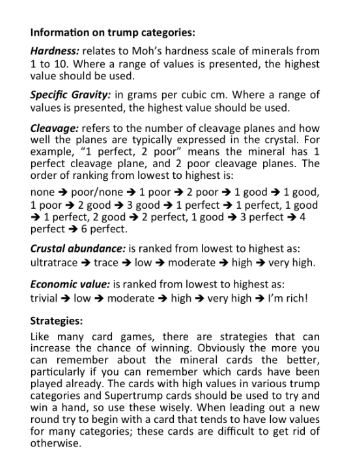 Information on trump categories:
Hardness: relates to Moh's hardness scale of minerals from
1 to 10. Where a range of values is presented, the highest
value should be used.
Specific Gravity: in grams per cubic cm. Where a range of
values is presented, the highest value should be used.
Cleavage: refers to the number of cleavage planes and how
well the planes are typically expressed in the crystal. For
example, "1 perfect, 2 poor" means the mineral has 1
perfect cleavage plane, and 2 poor cleavage planes. The
order of ranking from lowest to highest is:
none ➔ poor/none ➔ 1 poor ➔ 2 poor ➔ 1 good ➔ 1 good,
1 poor ➔ 2 good ➔ 3 good ➔ 1 perfect ➔ 1 perfect, 1 good
➔ 1 perfect, 2 good ➔ 2 perfect, 1 good ➔ 3 perfect ➔ 4
perfect ➔ 6 perfect.
Crustal abundance: is ranked from lowest to highest as:
ultratrace ➔ trace ➔ low ➔ moderate ➔ high ➔ very high.
Economic value: is ranked from lowest to highest as:
trivial ➔ low ➔ moderate ➔ high ➔ very high ➔ I'm rich!
Strategies:
Like many card games, there are strategies that can
increase the chance of winning. Obviously the more you
can remember about the mineral cards the better,
particularly if you can remember which cards have been
played already. The cards with high values in various trump
categories and Supertrump cards should be used to try and
win a hand, so use these wisely. When leading out a new
round try to begin with a card that tends to have low values
for many categories; these cards are difficult to get rid of
otherwise.